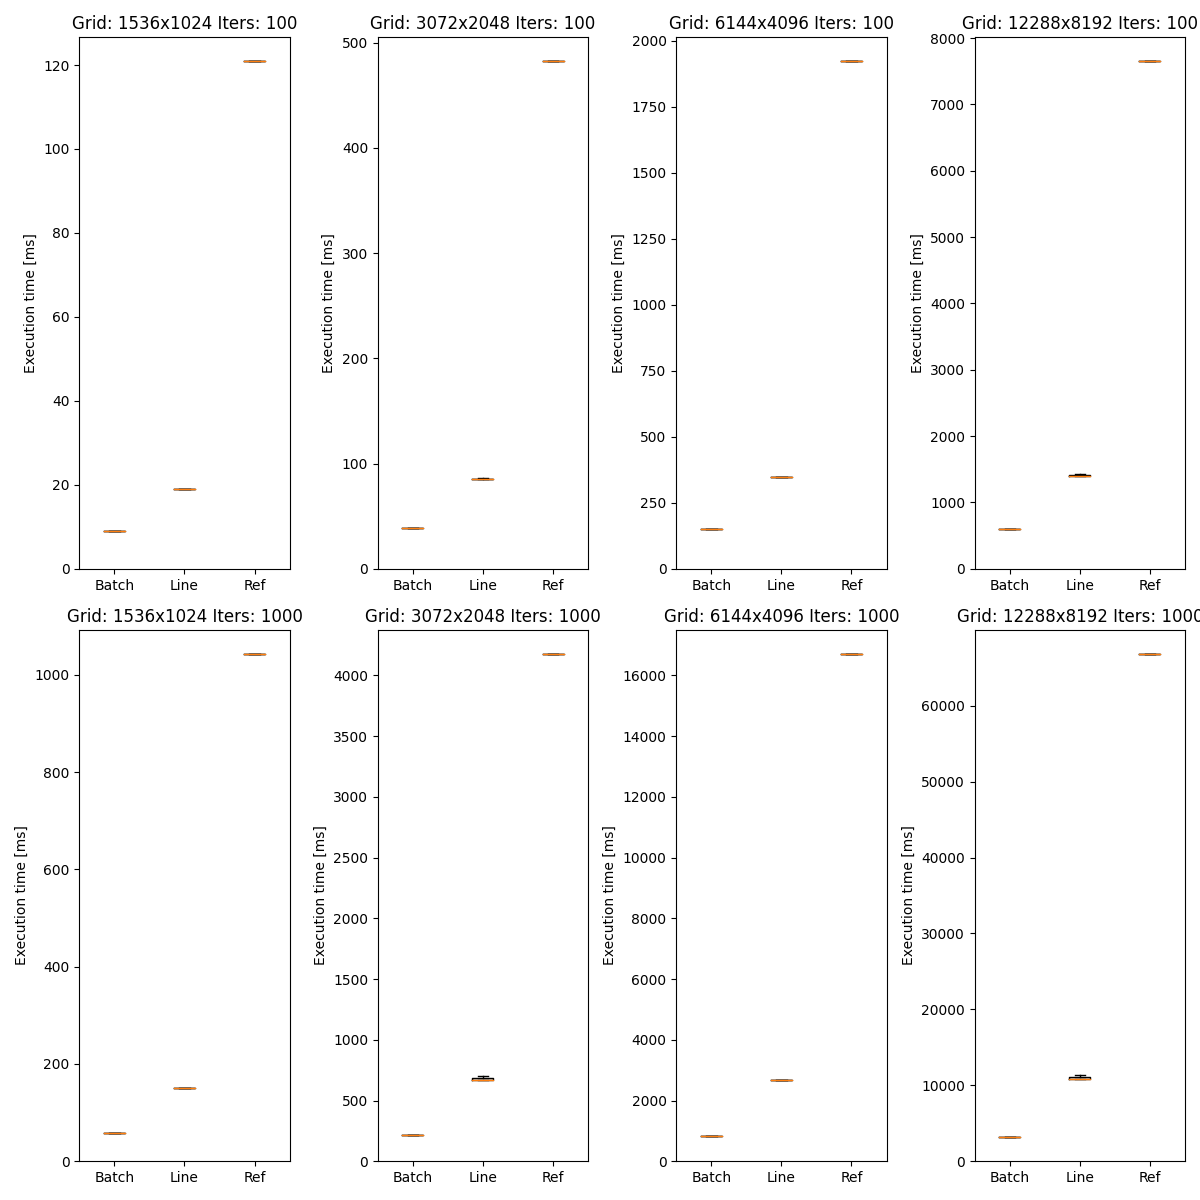 Grid: 1536x1024 Iters: 100
Execution time [ms]
120
100
80
60
40
20
0
Batch Line Ref
Grid: 3072x2048 Iters: 100
Execution time [ms]
500
400
300
200
100
0
Batch Line Ref
Grid: 6144x4096 Iters: 100
Execution time [ms]
2000
1750
1500
1250
1000
750
500
250
0
Batch Line Ref
Grid: 12288x8192 Iters: 100
Execution time [ms]
8000
7000
6000
5000
4000
3000
2000
1000
0
Batch Line Ref
Grid: 1536x1024 Iters: 1000
Execution time [ms]
1000
800
600
400
200
0
Batch Line Ref
Grid: 3072x2048 Iters: 1000
Execution time [ms]
4000
3500
3000
2500
2000
1500
1000
500
0
Batch Line Ref
Grid: 6144x4096 Iters: 1000
Execution time [ms]
16000
14000
12000
10000
8000
6000
4000
2000
0
Batch Line Ref
Grid: 12288x8192 Iters: 1000
Execution time [ms]
60000
50000
40000
30000
20000
10000
0
Batch Line Ref